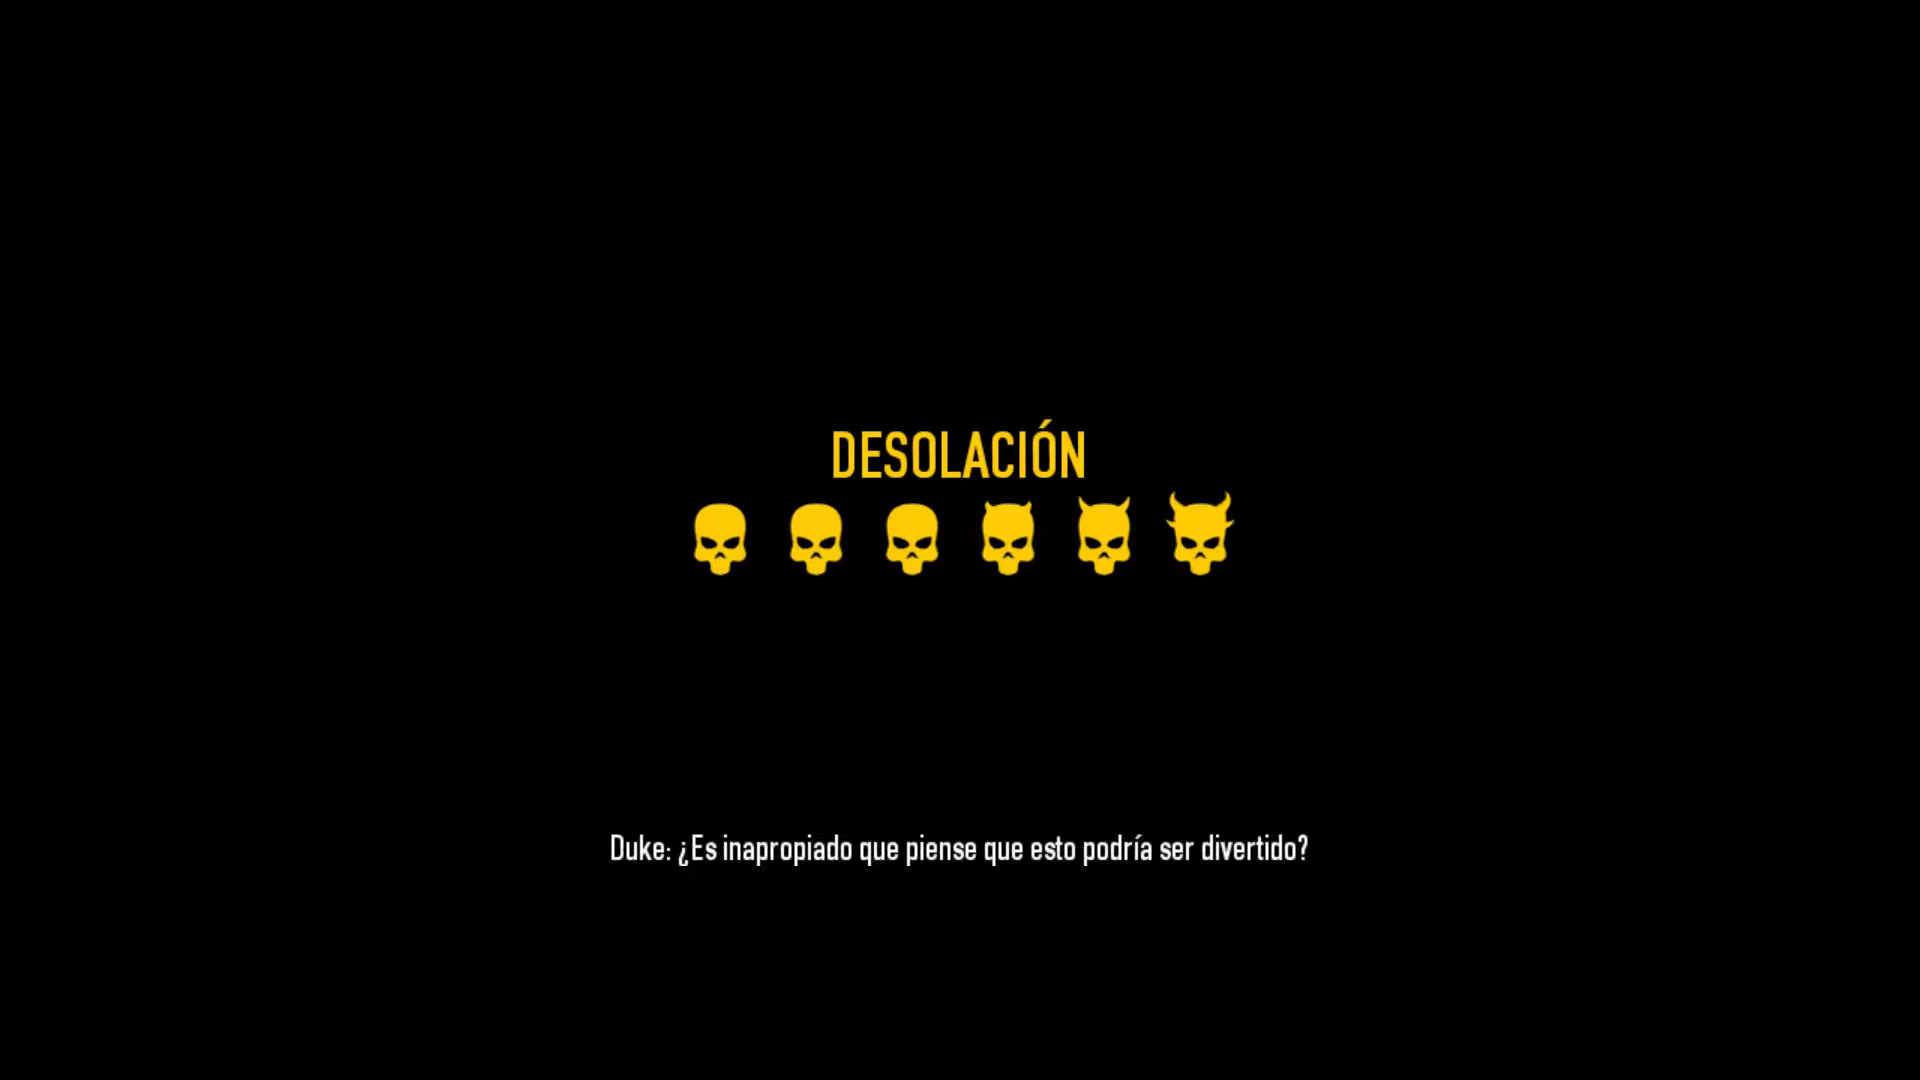 DESOLACIÓN
Duke: ¿Es inapropiado que piense que esto podría ser divertido?